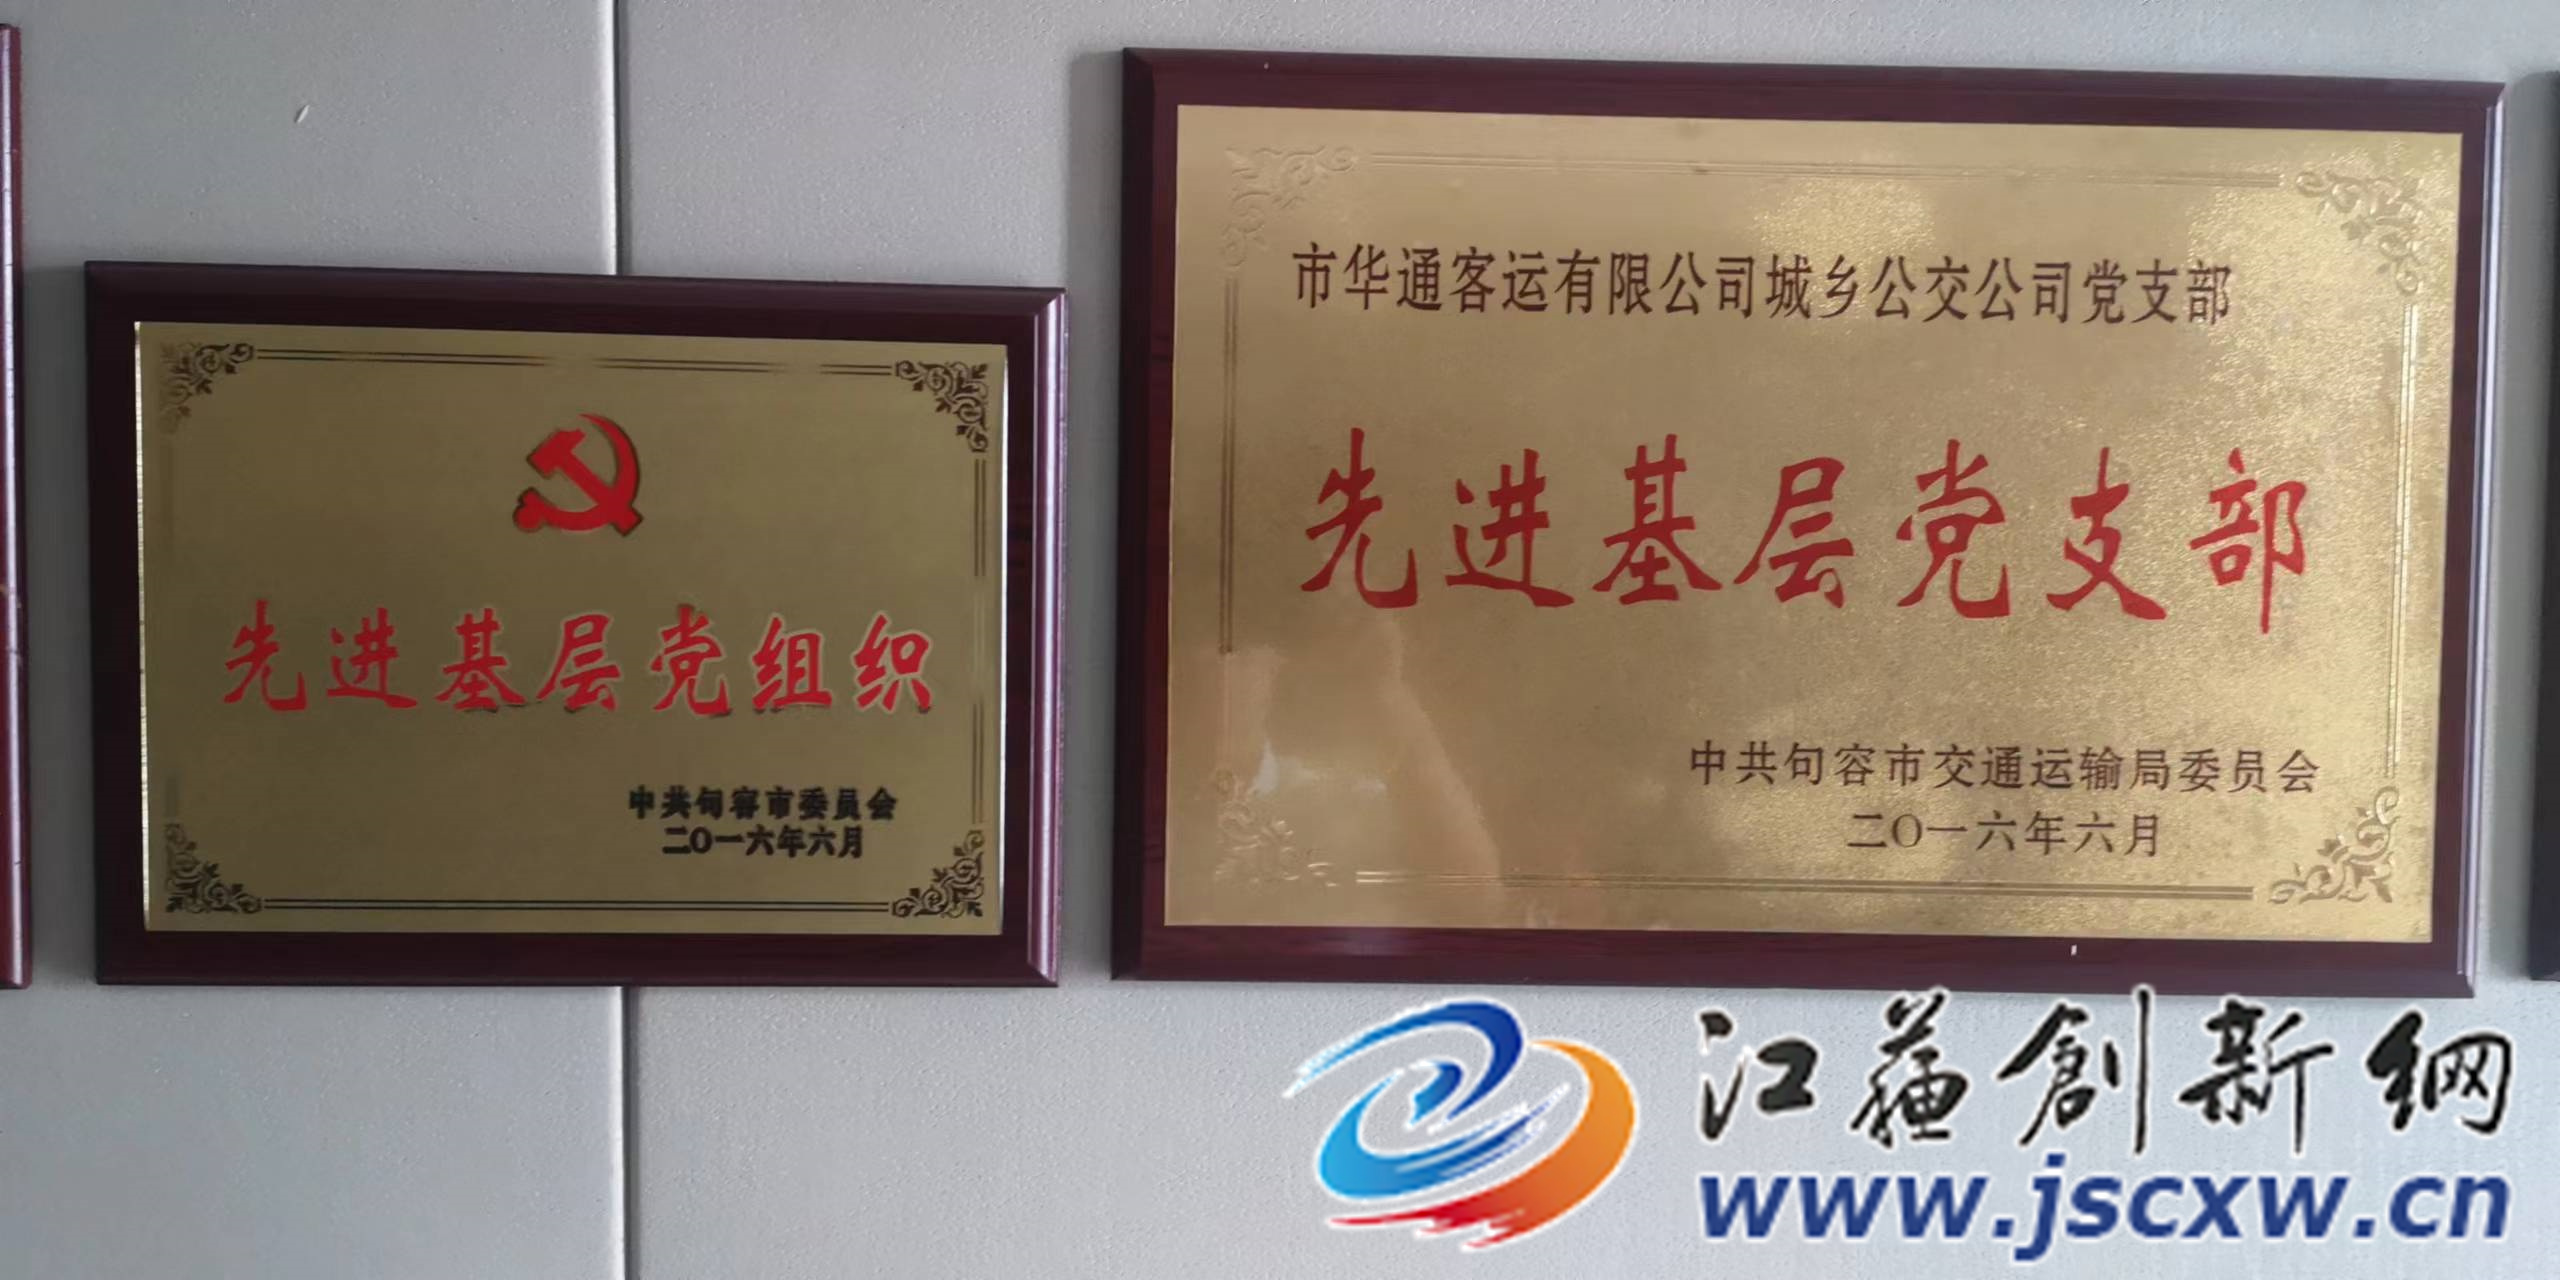 先进基层党组织
中共句容市委员会
二〇一六年六月
市华通客运有限公司城乡公交公司党支部
先进基层党支部
中共句容市交通运输局委员会
二〇一六年六月
江蘇創新網
www.jscxw.cn